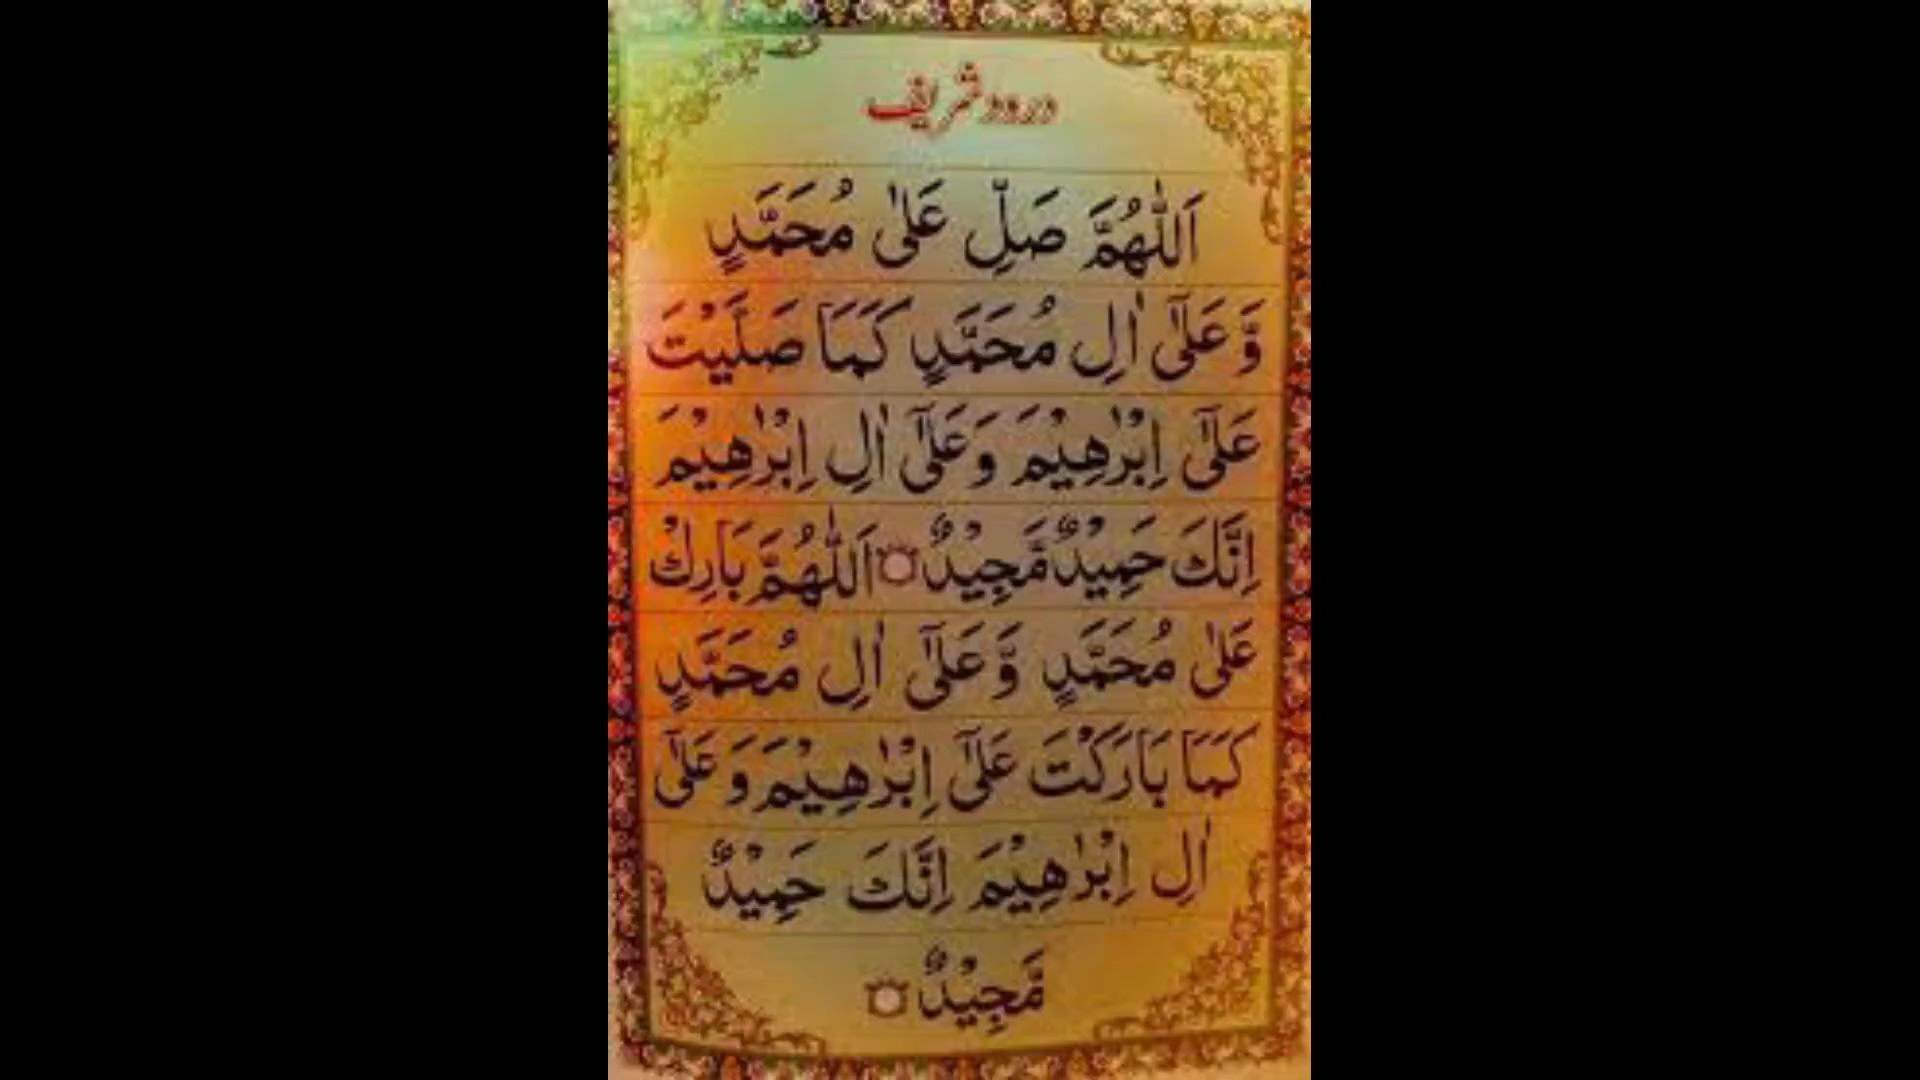 درود شریف
اَللّٰهُمَّ صَلِّ عَلٰی مُحَمَّدٍ
وَّعَلٰۤی اٰلِ مُحَمَّدٍ كَمَا صَلَّیْتَ
عَلٰۤی اِبْرٰهِیْمَ وَعَلٰۤی اٰلِ اِبْرٰهِیْمَ
اِنَّكَ حَمِیْدٌ مَّجِیْدٌ اَللّٰهُمَّ بَارِكْ
عَلٰی مُحَمَّدٍ وَّعَلٰۤی اٰلِ مُحَمَّدٍ
كَمَا بَارَكْتَ عَلٰۤی اِبْرٰهِیْمَ وَعَلٰۤی
اٰلِ اِبْرٰهِیْمَ اِنَّكَ حَمِیْدٌ
مَّجِیْدٌ